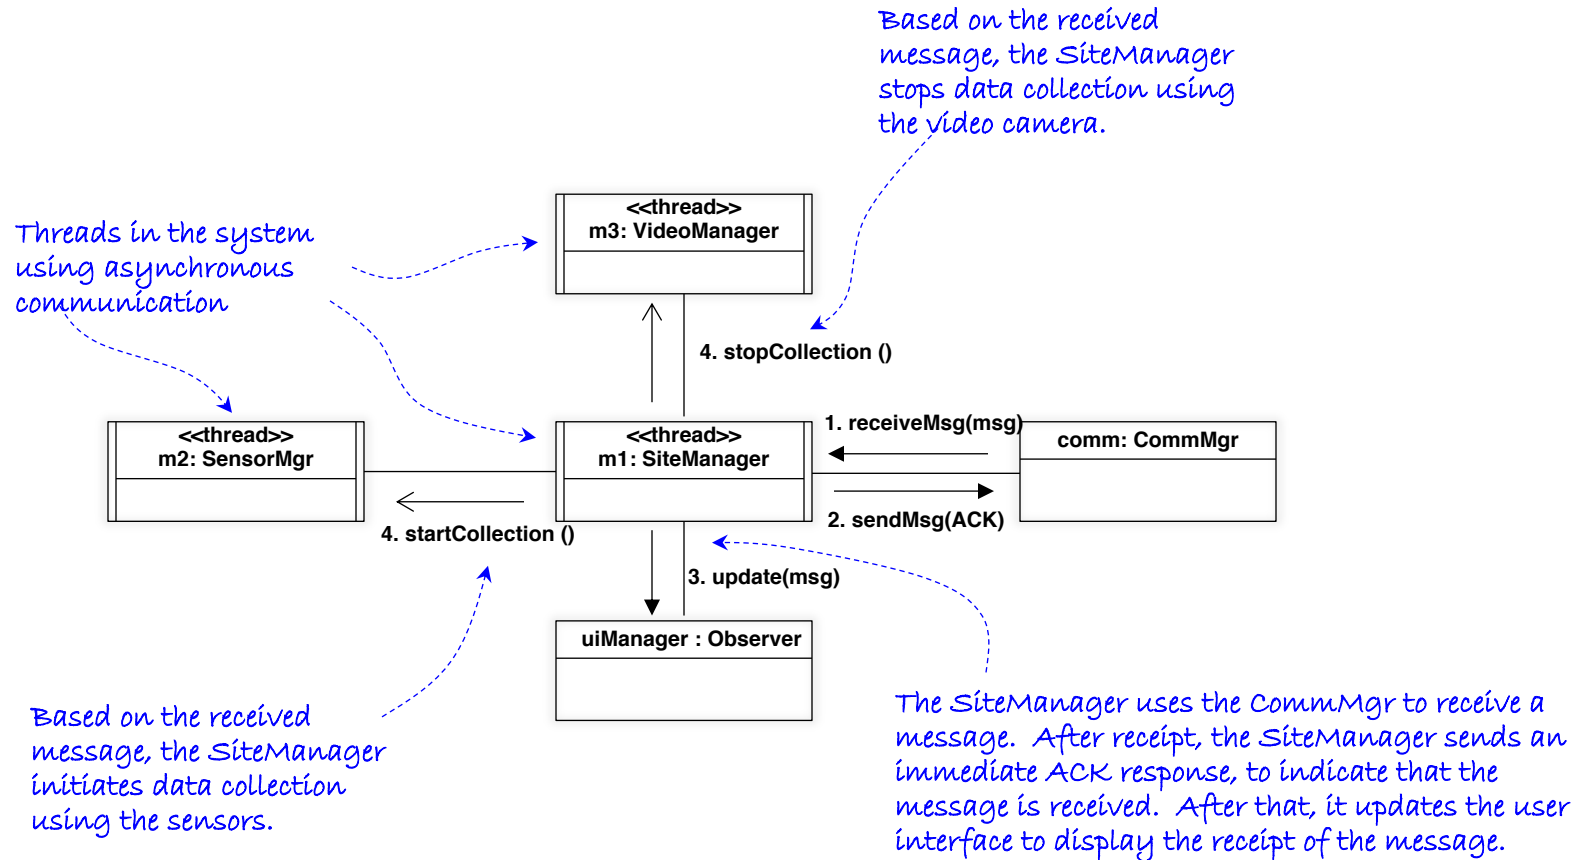 Based on the received
message, the SiteManager
stops data collection using
the video camera.
<<thread>>
m3: VideoManager
Threads in the system
using asynchronous
communication
4. stopCollection ()
<<thread>>
m2: SensorMgr
<<thread>>
m1: SiteManager
1. receiveMsg(msg)
comm: CommMgr
2. sendMsg(ACK)
4. startCollection ()
3. update(msg)
uiManager : Observer
Based on the received
message, the SiteManager
initiates data collection
using the sensors.
The SiteManager uses the CommMgr to receive a
message. After receipt, the SiteManager sends an
immediate ACK response, to indicate that the
message is received. After that, it updates the user
interface to display the receipt of the message.